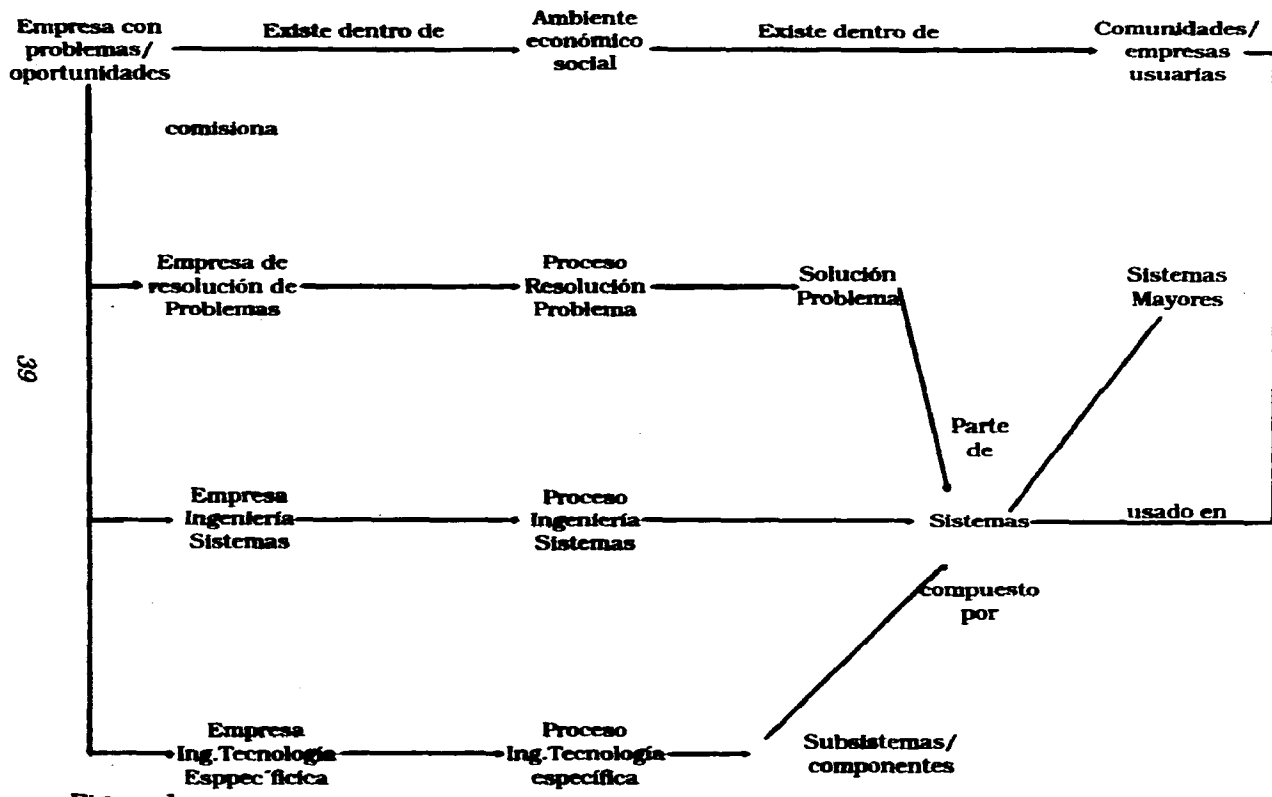 Empresa con
problemas/
oportunidades
Existe dentro de
Ambiente
económico
social
Existe dentro de
Comunidades/
empresas
usuarias
comisiona
Empresa de
resolución de
Problemas
Proceso
Resolución
Problema
Solución
Problema
Sistemas
Mayores
39
Parte
de
Empresa
Ingeniería
Sistemas
Proceso
Ingeniería
Sistemas
Sistemas
usado en
compuesto
por
Empresa
Ing.Tecnología
Esppec´ficica
Proceso
Ing.Tecnología
específica
Subsistemas/
componentes